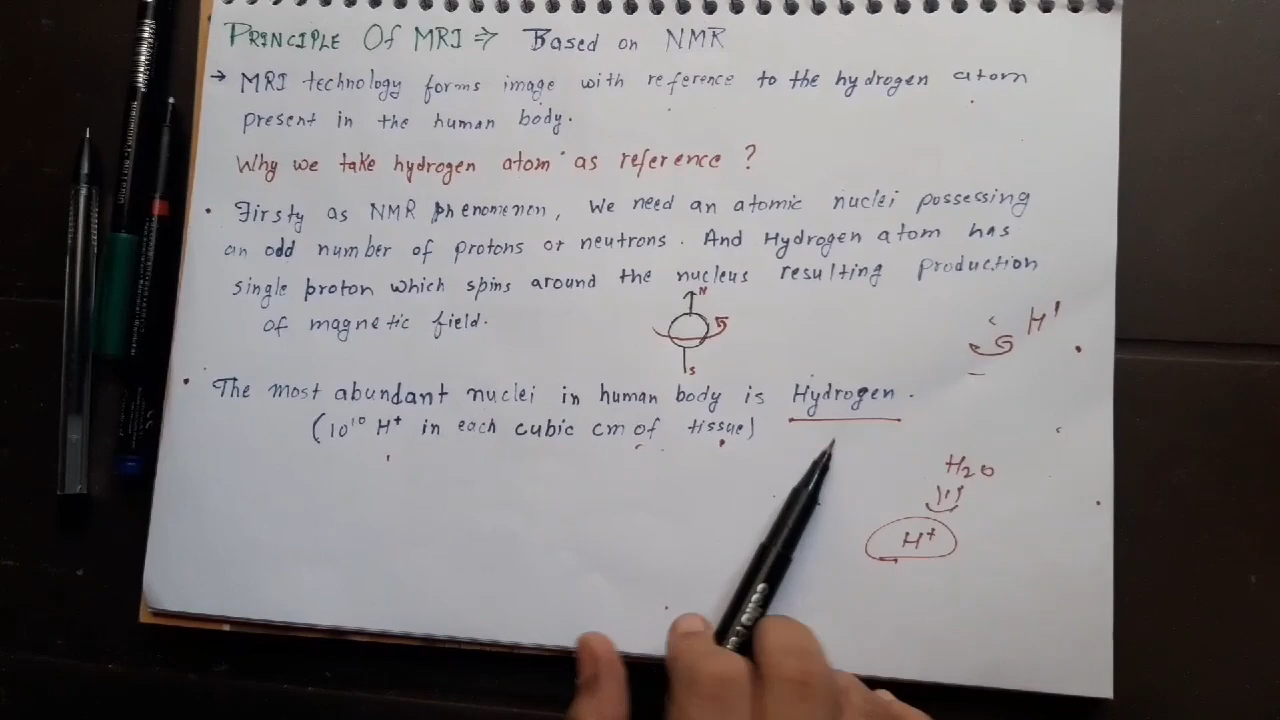 PRINCIPLE Of MRI ⇒ Based on NMR
→ MRI technology forms image with reference to the hydrogen atom
present in the human body.
Why we take hydrogen atom as reference ?
• Firsty as NMR phenomenon, We need an atomic nuclei possessing
an odd number of protons or neutrons. And Hydrogen atom has
single proton which spins around the nucleus resulting production
of magnetic field.
N
S
H'
• The most abundant nuclei in human body is Hydrogen.
(10¹⁰ H⁺ in each cubic cm of tissue)
H₂O
H⁺